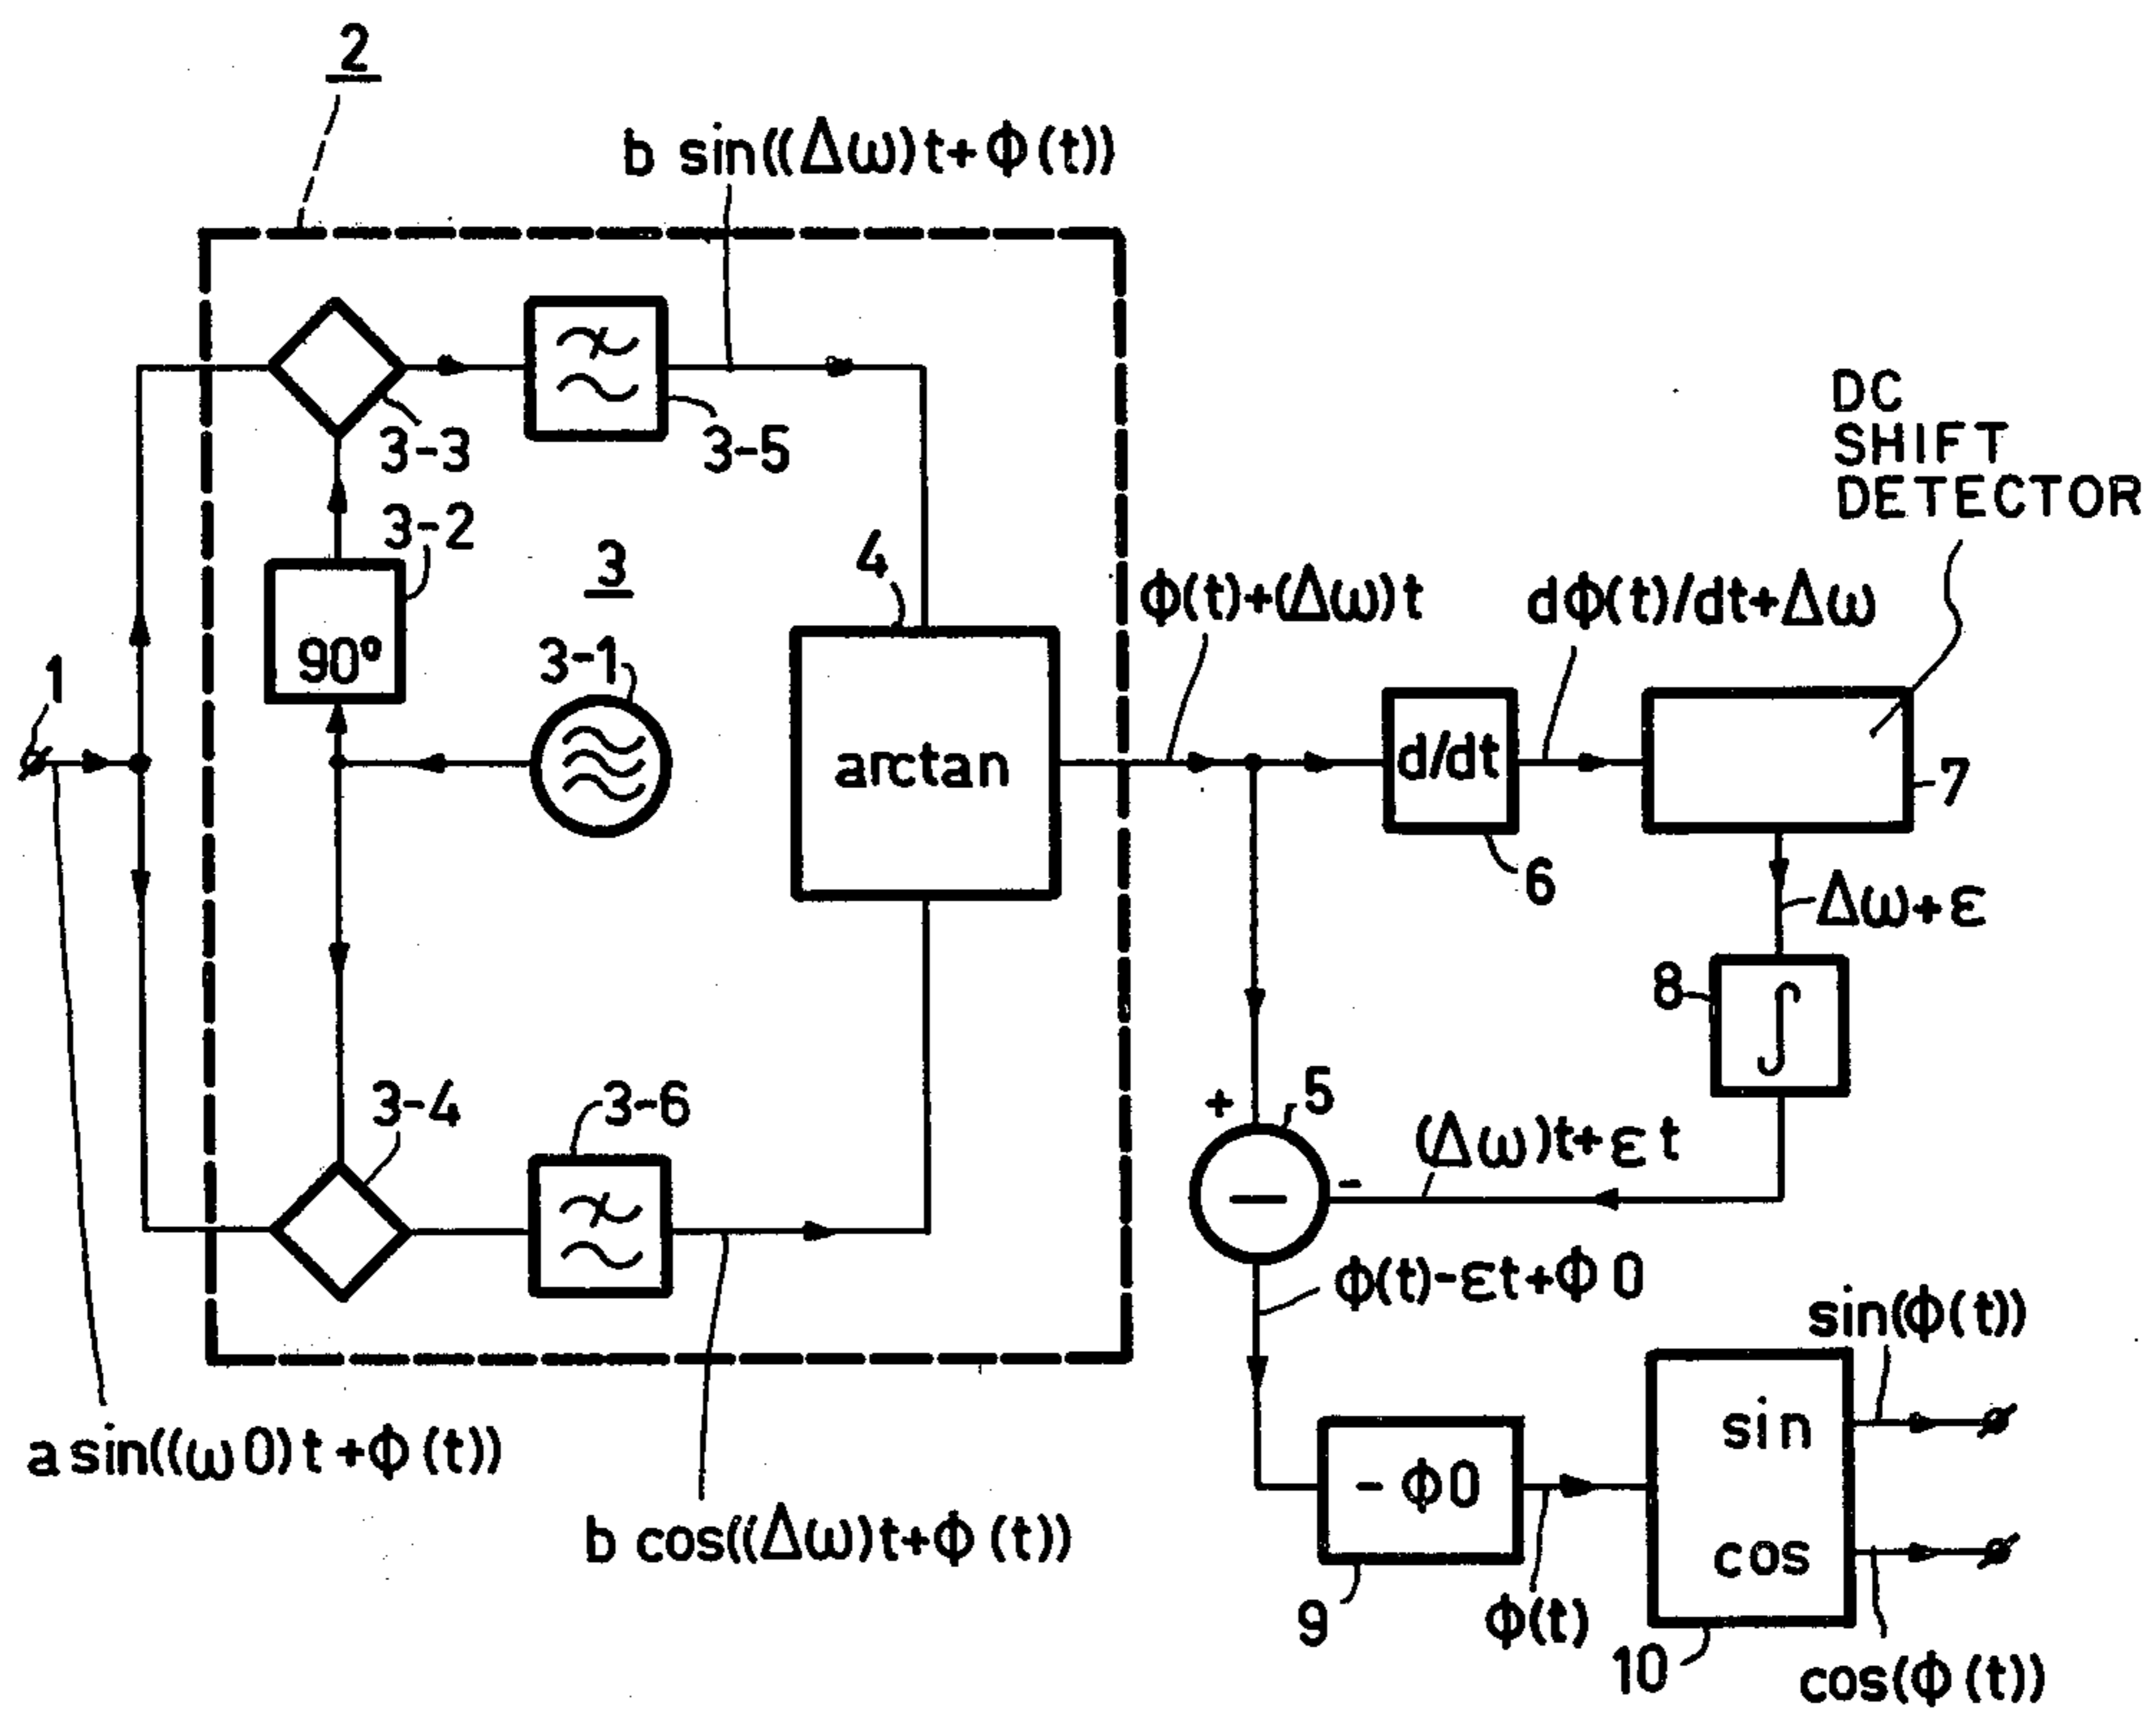 2
b sin((Δω)t+ϕ(t))
3-3
3-5
3-2
90°
3
3-1
4
arctan
1
ϕ(t)+(Δω)t
dϕ(t)/dt+Δω
DC
SHIFT
DETECTOR
d/dt
6
7
Δω+ε
8
∫
3-4
3-6
+
5
-
(Δω)t+εt
−
ϕ(t)-εt+ϕ0
a sin((ω0)t+ϕ(t))
b cos((Δω)t+ϕ(t))
- ϕ0
9
ϕ(t)
sin
cos
10
sin(ϕ(t))
cos(ϕ(t))